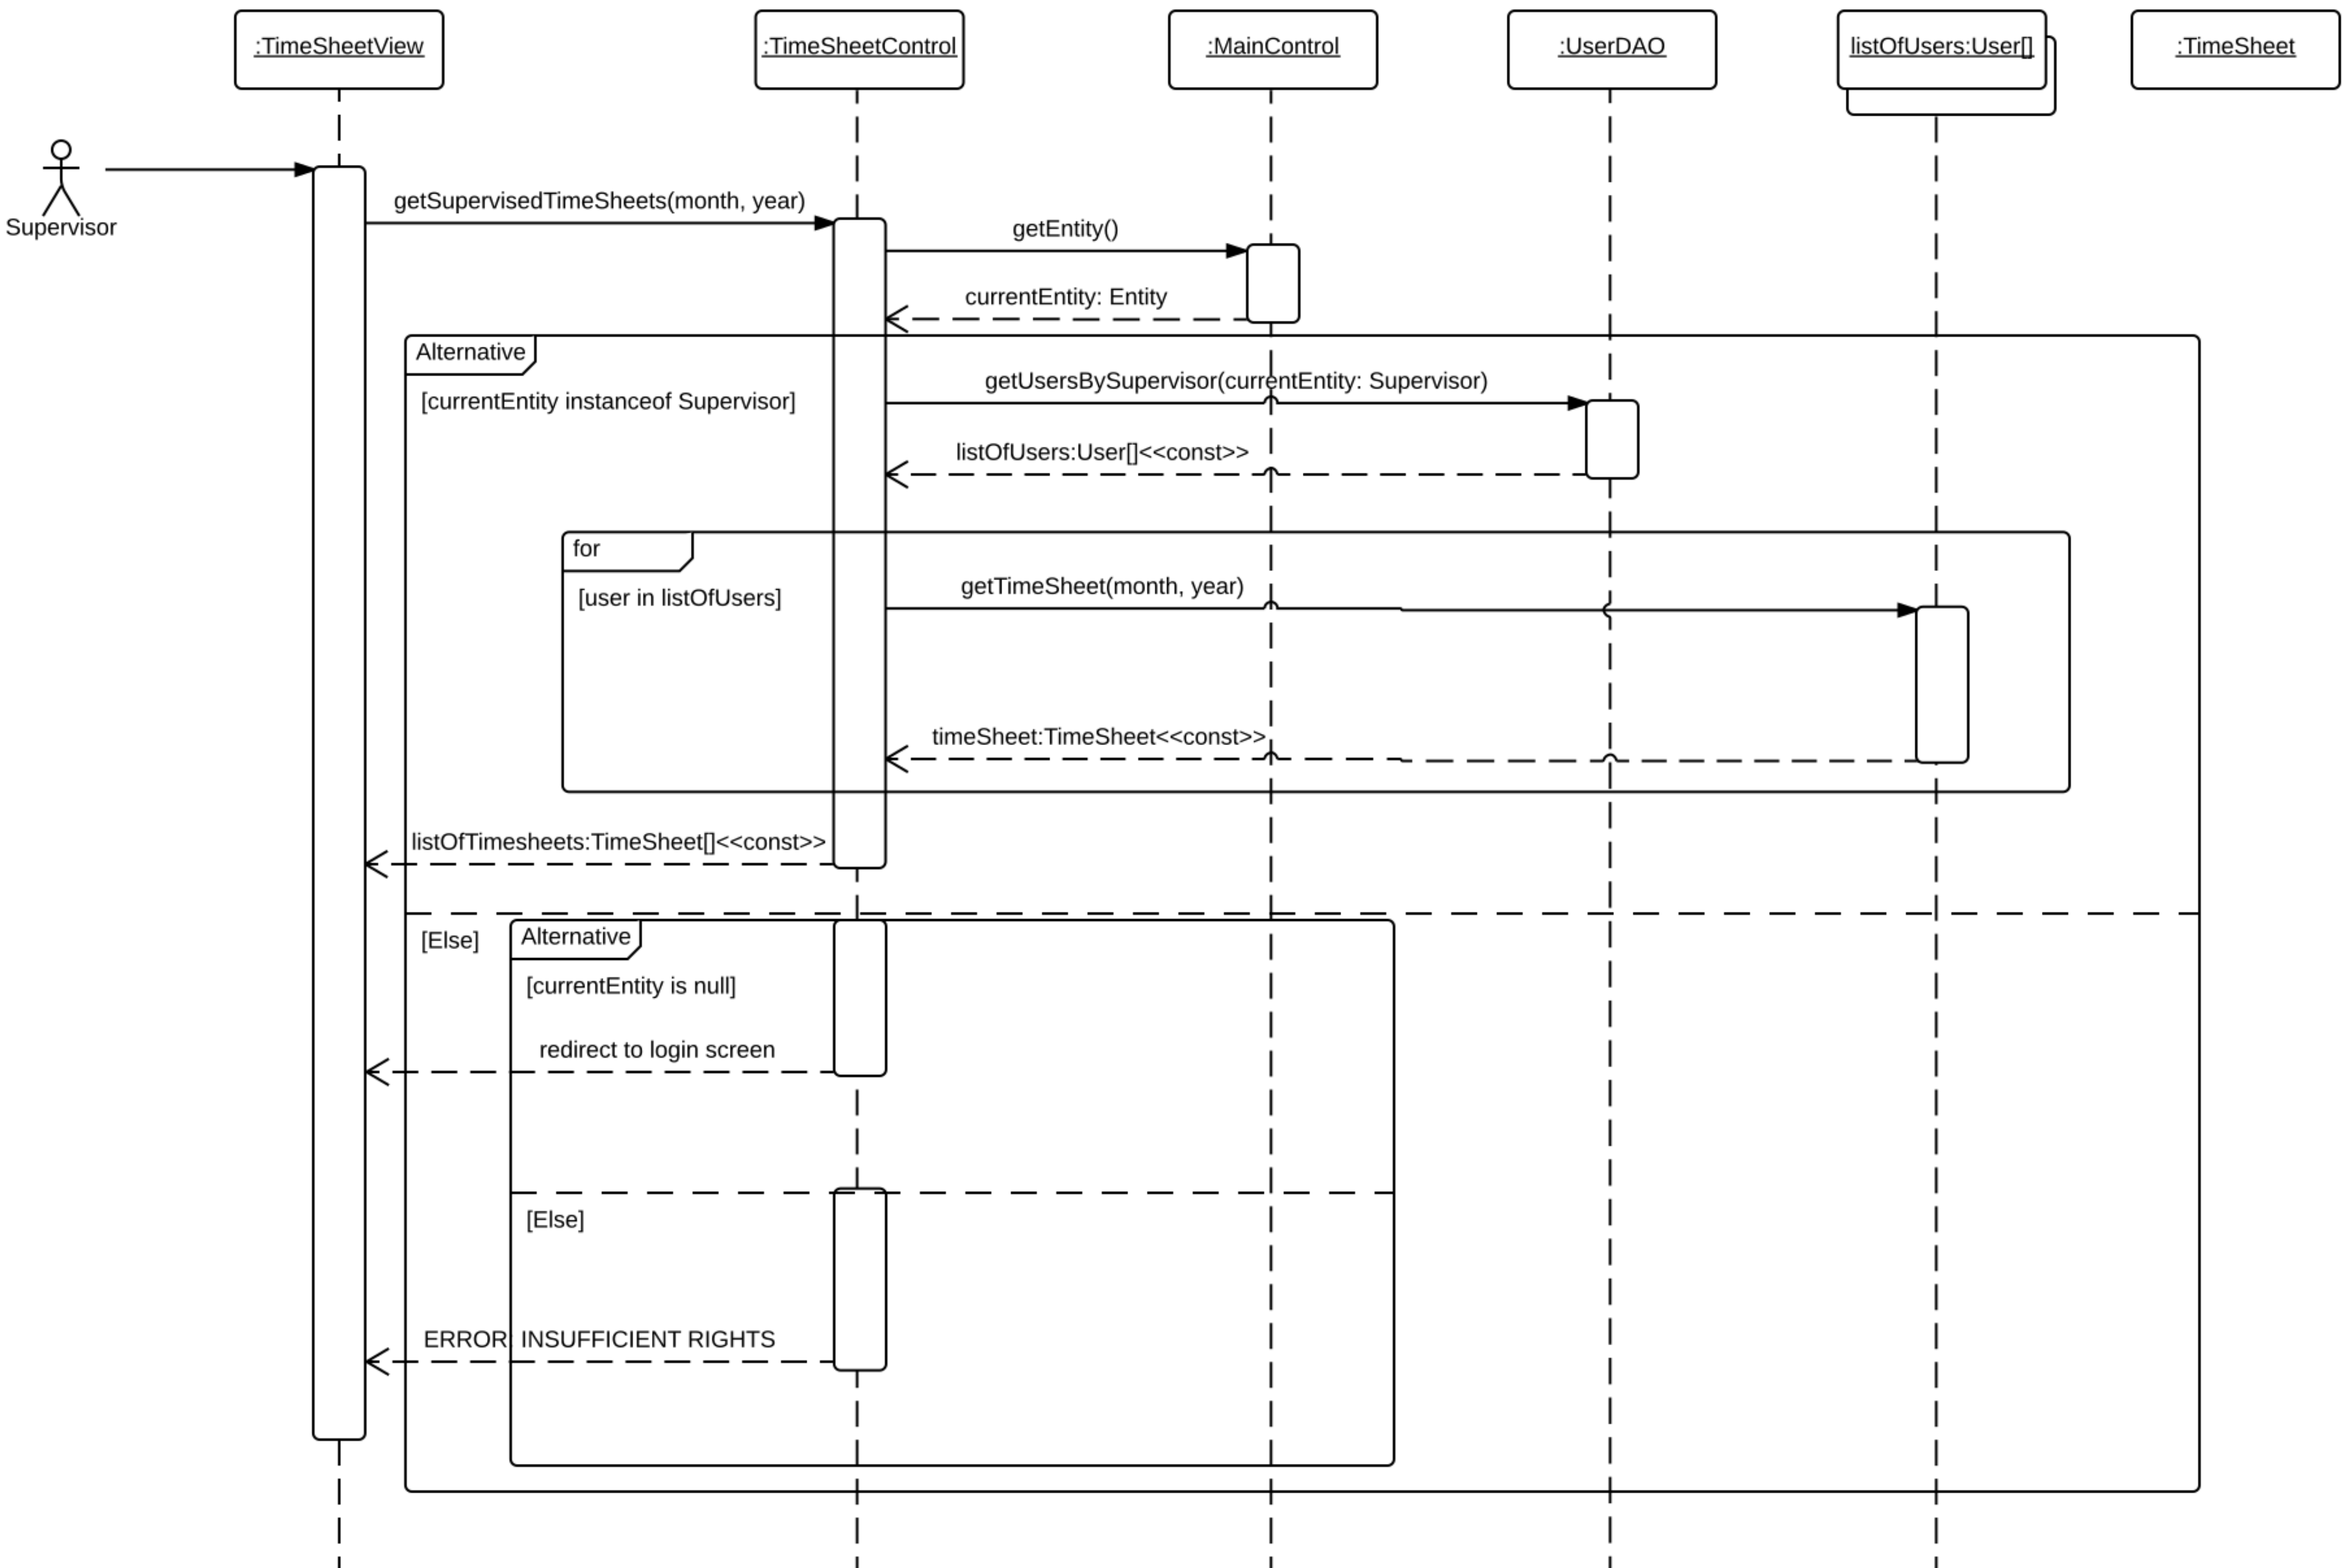 :TimeSheetView
:TimeSheetControl
:MainControl
:UserDAO
listOfUsers:User[]
:TimeSheet
Supervisor
getSupervisedTimeSheets(month, year)
getEntity()
currentEntity: Entity
Alternative
[currentEntity instanceof Supervisor]
getUsersBySupervisor(currentEntity: Supervisor)
listOfUsers:User[]<<const>>
for
[user in listOfUsers]
getTimeSheet(month, year)
timeSheet:TimeSheet<<const>>
listOfTimesheets:TimeSheet[]<<const>>
[Else]
Alternative
[currentEntity is null]
redirect to login screen
[Else]
ERROR: INSUFFICIENT RIGHTS